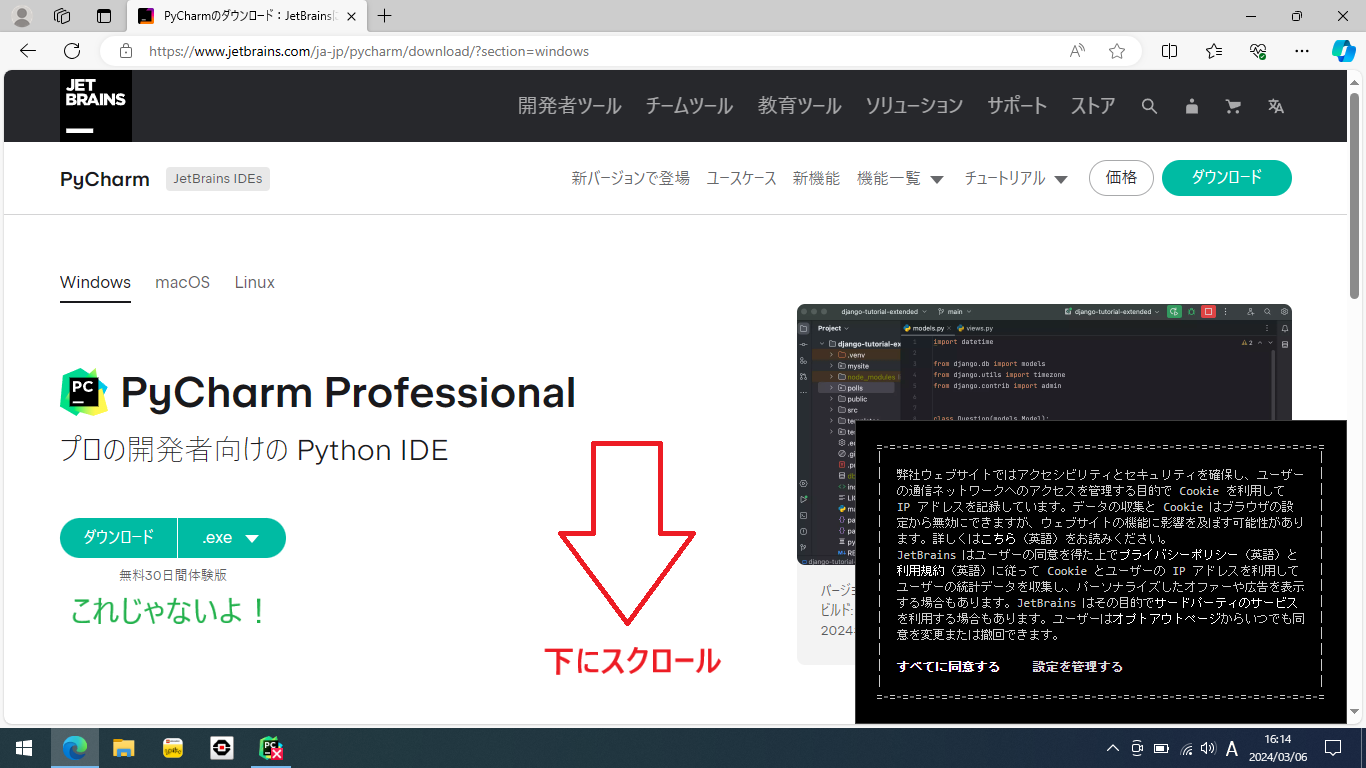 PyCharmのダウンロード：JetBrainsに
https://www.jetbrains.com/ja-jp/pycharm/download/?section=windows
JET
BRAINS
開発者ツール チームツール 教育ツール ソリューション サポート ストア
PyCharm JetBrains IDEs 新バージョンで登場 ユースケース 新機能 機能一覧 チュートリアル 価格 ダウンロード
Windows macOS Linux
PC PyCharm Professional
プロの開発者向けの Python IDE
ダウンロード .exe
無料30日間体験版
これじゃないよ！
下にスクロール
django-tutorial-extended main django-tutorial-extended
Project models.py views.py
django-tutorial-ex
.venv
mysite
node_modules
polls
public
src
1 import datetime
2
3 from django.db import models
4 from django.utils import timezone
5 from django.contrib import admin
class Question(models.Model):
バージョ
ビルド:
2024
弊社ウェブサイトではアクセシビリティとセキュリティを確保し、ユーザー
の通信ネットワークへのアクセスを管理する目的で Cookie を利用して
IP アドレスを記録しています。データの収集と Cookie はブラウザの設
定から無効にできますが、ウェブサイトの機能に影響を及ぼす可能性があり
ます。詳しくはこちら（英語）をお読みください。
JetBrains はユーザーの同意を得た上でプライバシーポリシー（英語）と
利用規約（英語）に従って Cookie とユーザーの IP アドレスを利用して
ユーザーの統計データを収集し、パーソナライズしたオファーや広告を表示
する場合もあります。JetBrains はその目的でサードパーティのサービス
を利用する場合もあります。ユーザーはオプトアウトページからいつでも同
意を変更または撤回できます。
すべてに同意する 設定を管理する
A 16:14
2024/03/06